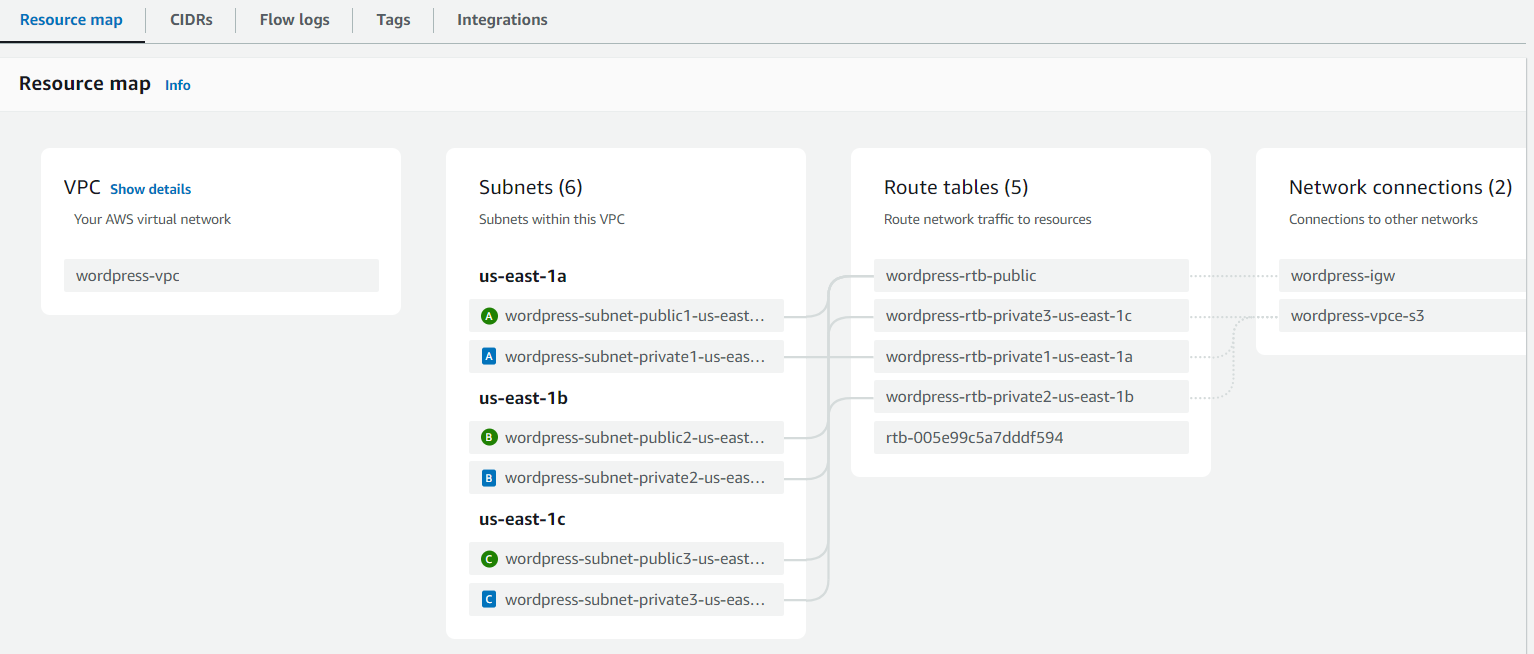 Resource map CIDRs Flow logs Tags Integrations
Resource map Info
VPC Show details
Your AWS virtual network
wordpress-vpc
Subnets (6)
Subnets within this VPC
us-east-1a
A wordpress-subnet-public1-us-east...
A wordpress-subnet-private1-us-eas...
us-east-1b
B wordpress-subnet-public2-us-east...
B wordpress-subnet-private2-us-eas...
us-east-1c
C wordpress-subnet-public3-us-east...
C wordpress-subnet-private3-us-eas...
Route tables (5)
Route network traffic to resources
wordpress-rtb-public
wordpress-rtb-private3-us-east-1c
wordpress-rtb-private1-us-east-1a
wordpress-rtb-private2-us-east-1b
rtb-005e99c5a7dddf594
Network connections (2)
Connections to other networks
wordpress-igw
wordpress-vpce-s3